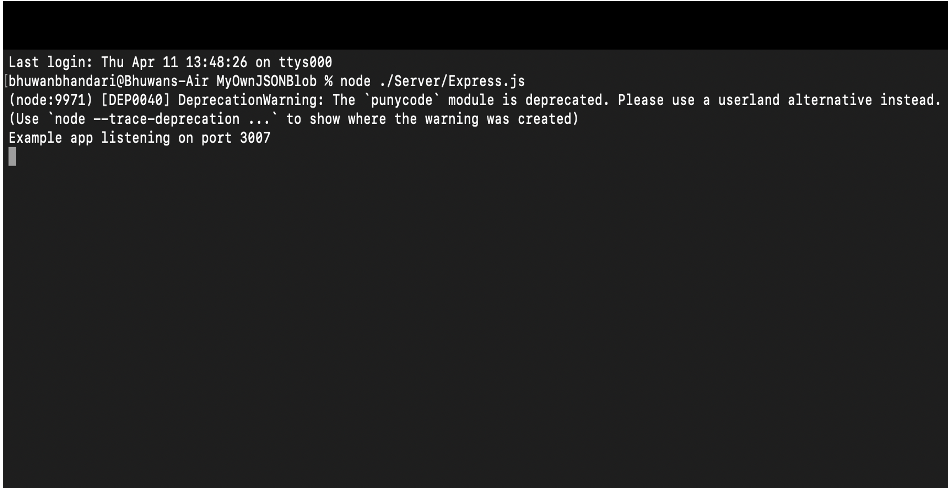 Last login: Thu Apr 11 13:48:26 on ttys000
[bhuwanbhandari@Bhuwans-Air MyOwnJSONBlob % node ./Server/Express.js
(node:9971) [DEP0040] DeprecationWarning: The `punycode` module is deprecated. Please use a userland alternative instead.
(Use `node --trace-deprecation ...` to show where the warning was created)
Example app listening on port 3007